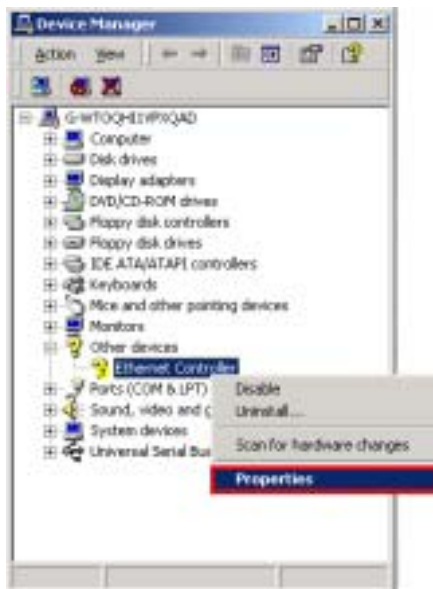 Device Manager
Action View
Computer
Disk drives
Display adapters
DVD/CD-ROM drives
Floppy disk controllers
Floppy disk drives
IDE ATA/ATAPI controllers
Keyboards
Mice and other pointing devices
Monitors
Other devices
Ethernet Controller
Ports (COM & LPT)
Sound, video and g
System devices
Universal Serial Bus
Disable
Uninstall...
Scan for hardware changes
Properties